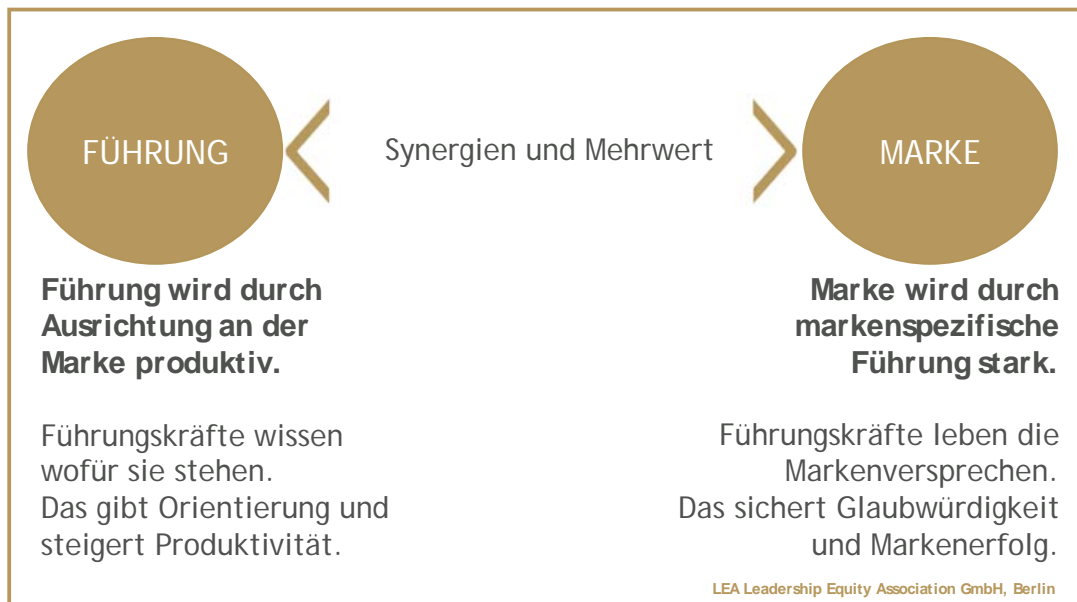 FÜHRUNG
Synergien und Mehrwert
MARKE
Führung wird durch
Ausrichtung an der
Marke produktiv.
Führungskräfte wissen
wofür sie stehen.
Das gibt Orientierung und
steigert Produktivität.
Marke wird durch
markenspezifische
Führung stark.
Führungskräfte leben die
Markenversprechen.
Das sichert Glaubwürdigkeit
und Markenerfolg.
LEA Leadership Equity Association GmbH, Berlin